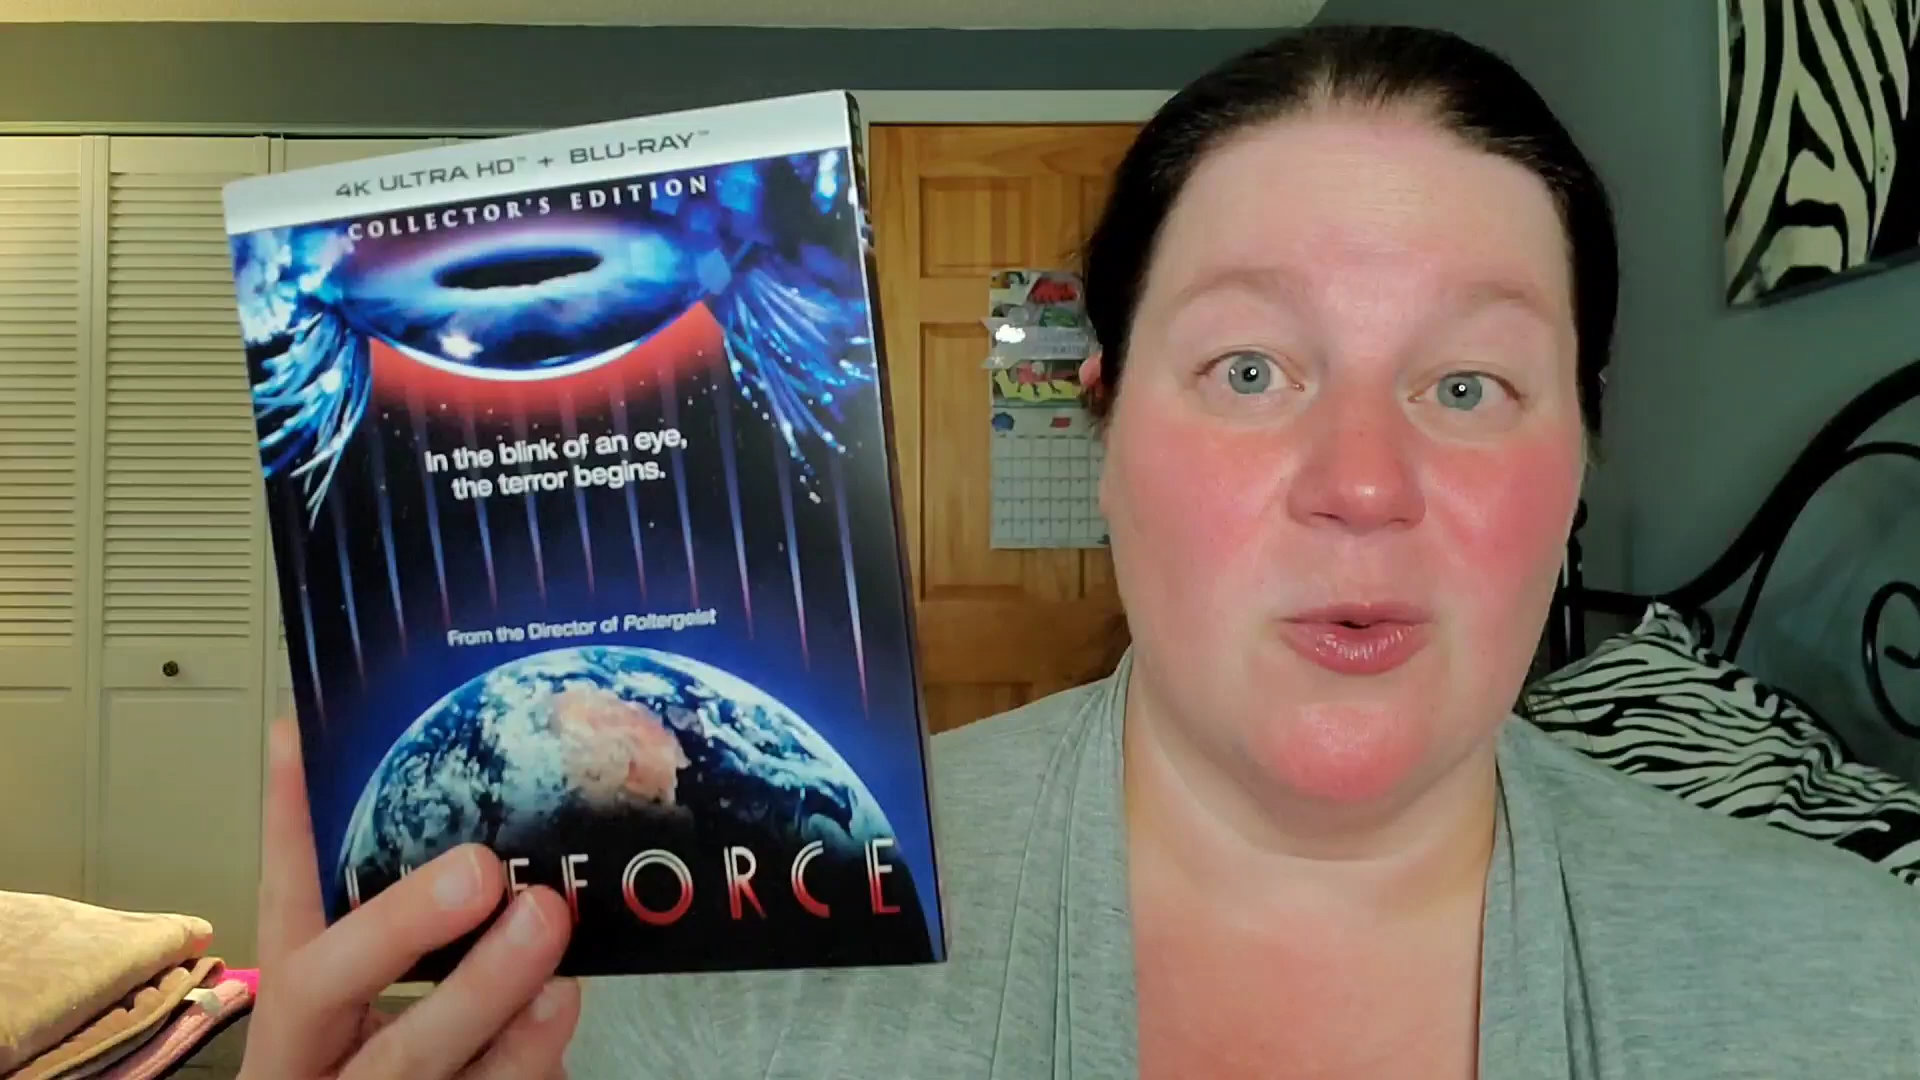 4K ULTRA HD™ + BLU-RAY™
COLLECTOR'S EDITION
In the blink of an eye,
the terror begins.
From the Director of Poltergeist
LIFEFORCE